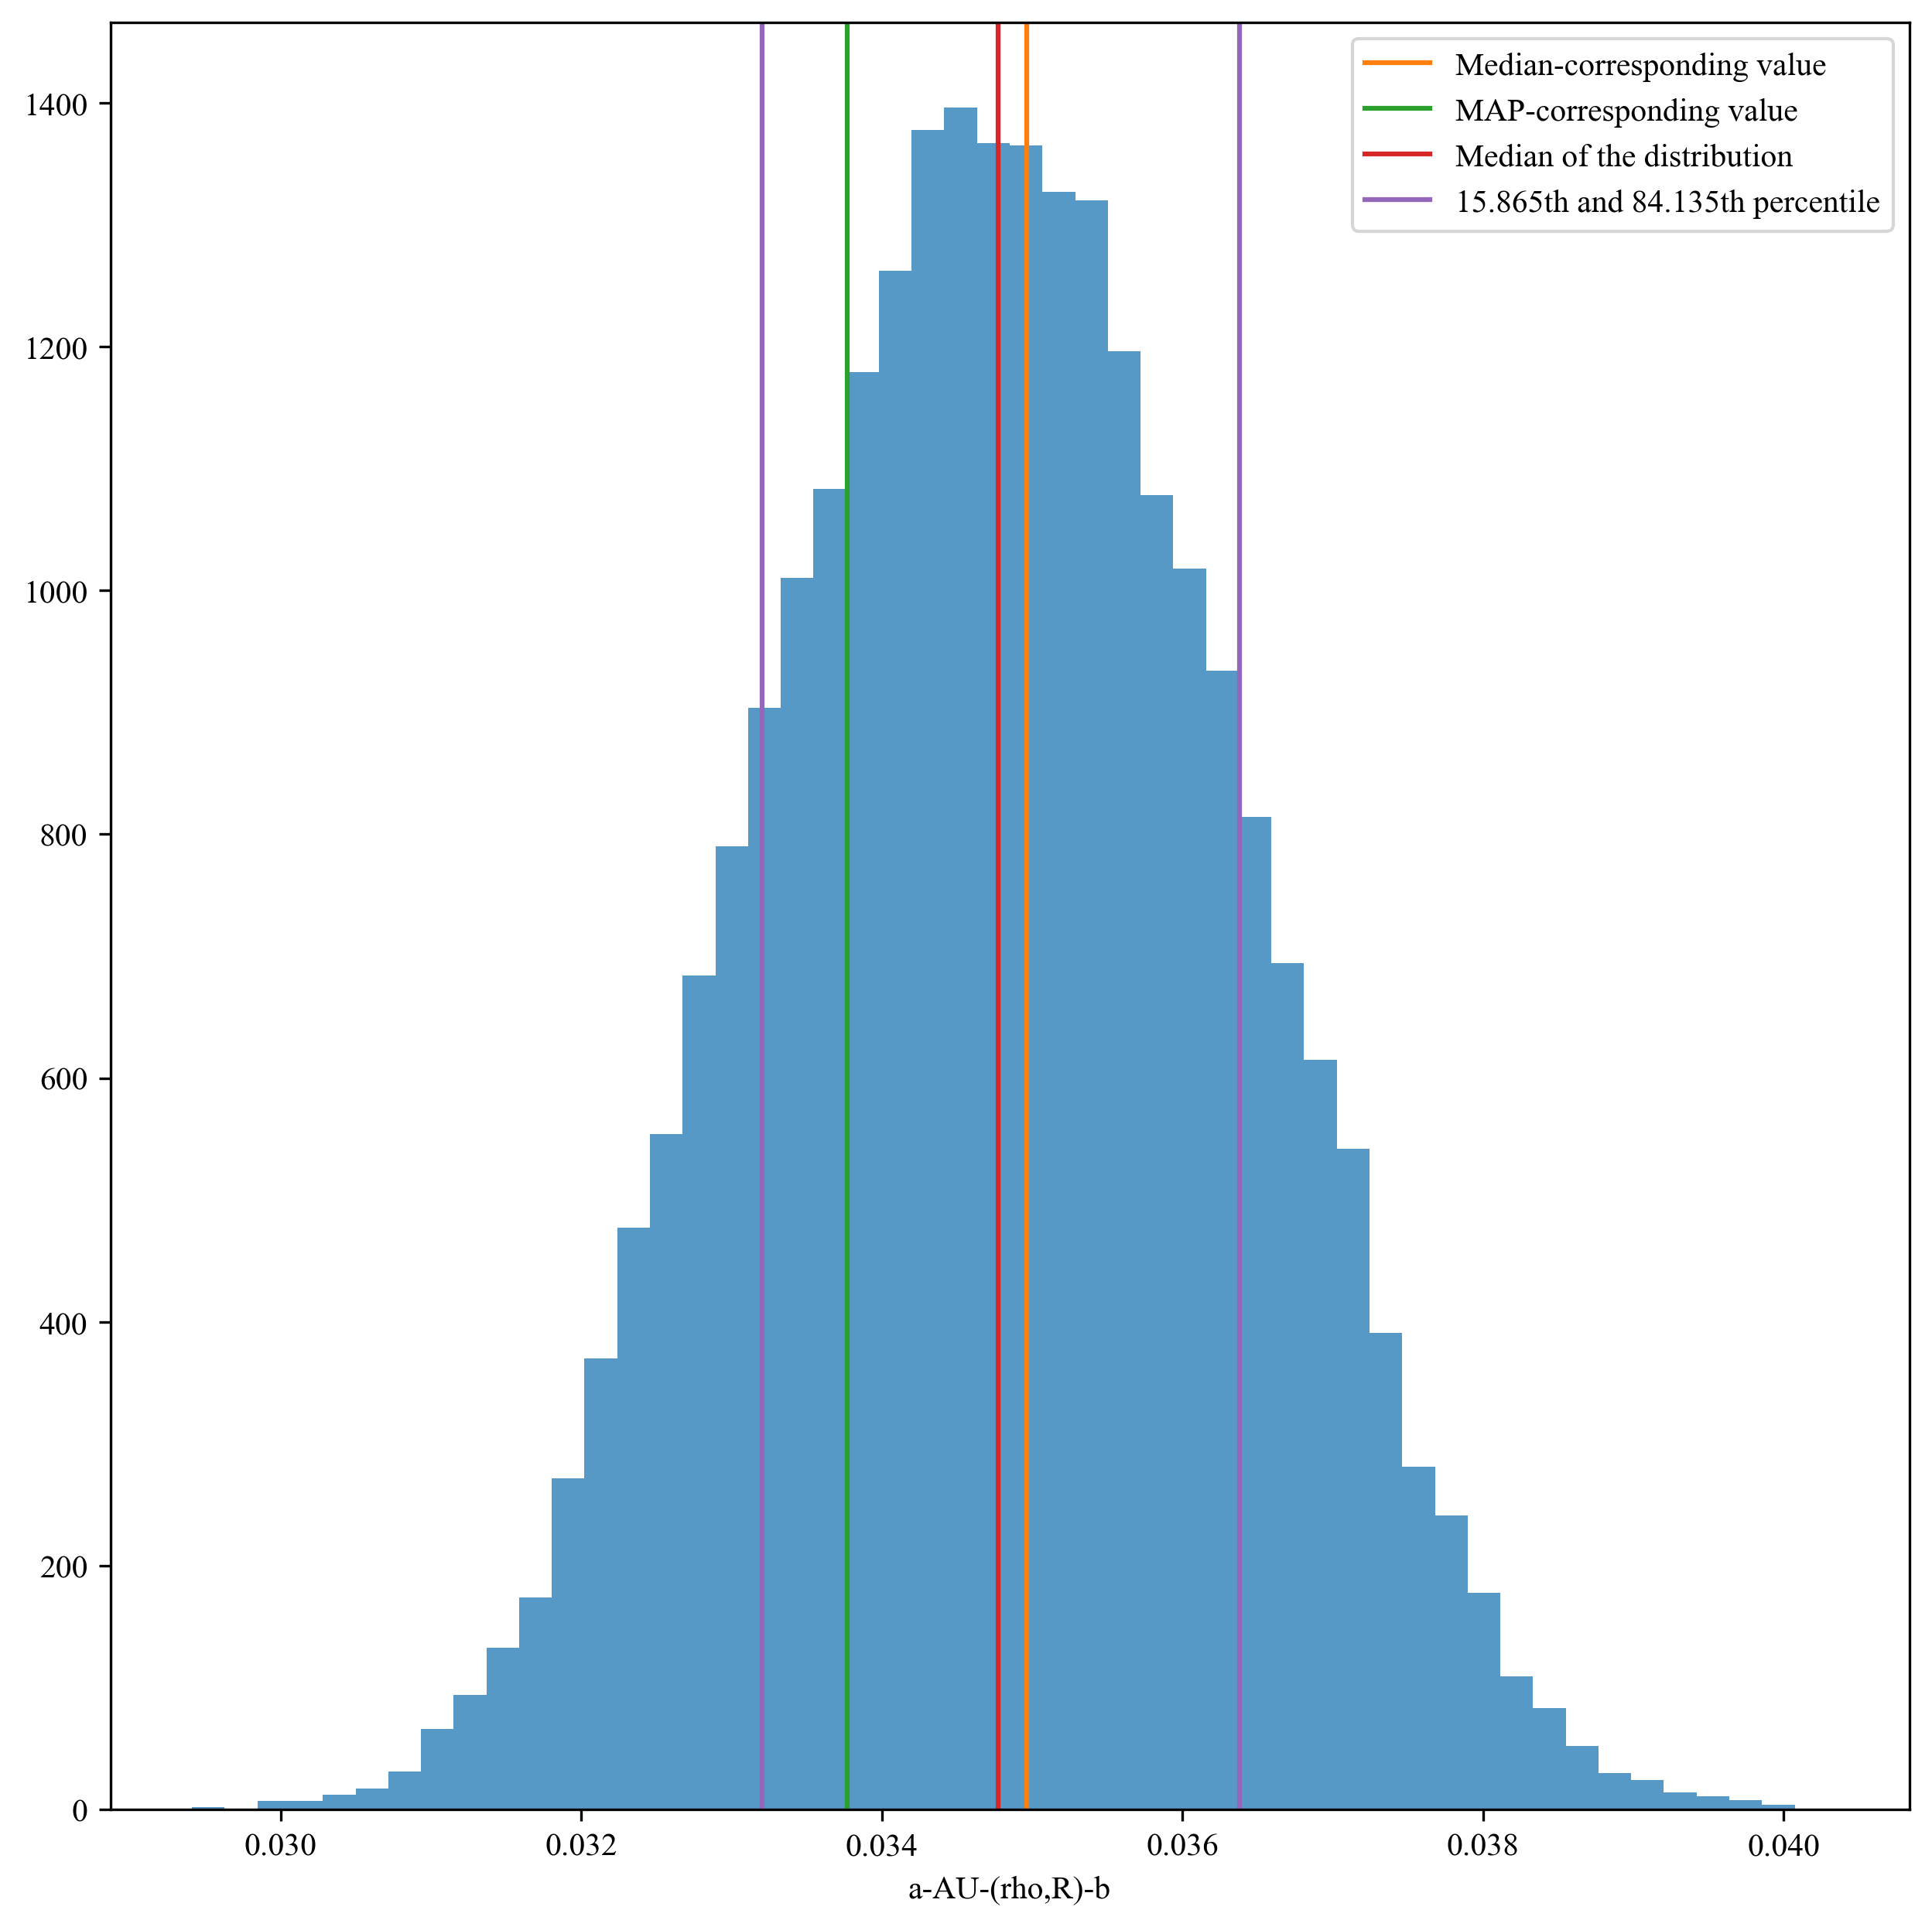 Median-corresponding value
MAP-corresponding value
Median of the distribution
15.865th and 84.135th percentile
1400
1200
1000
800
600
400
200
0
0.030 0.032 0.034 0.036 0.038 0.040
a-AU-(rho,R)-b